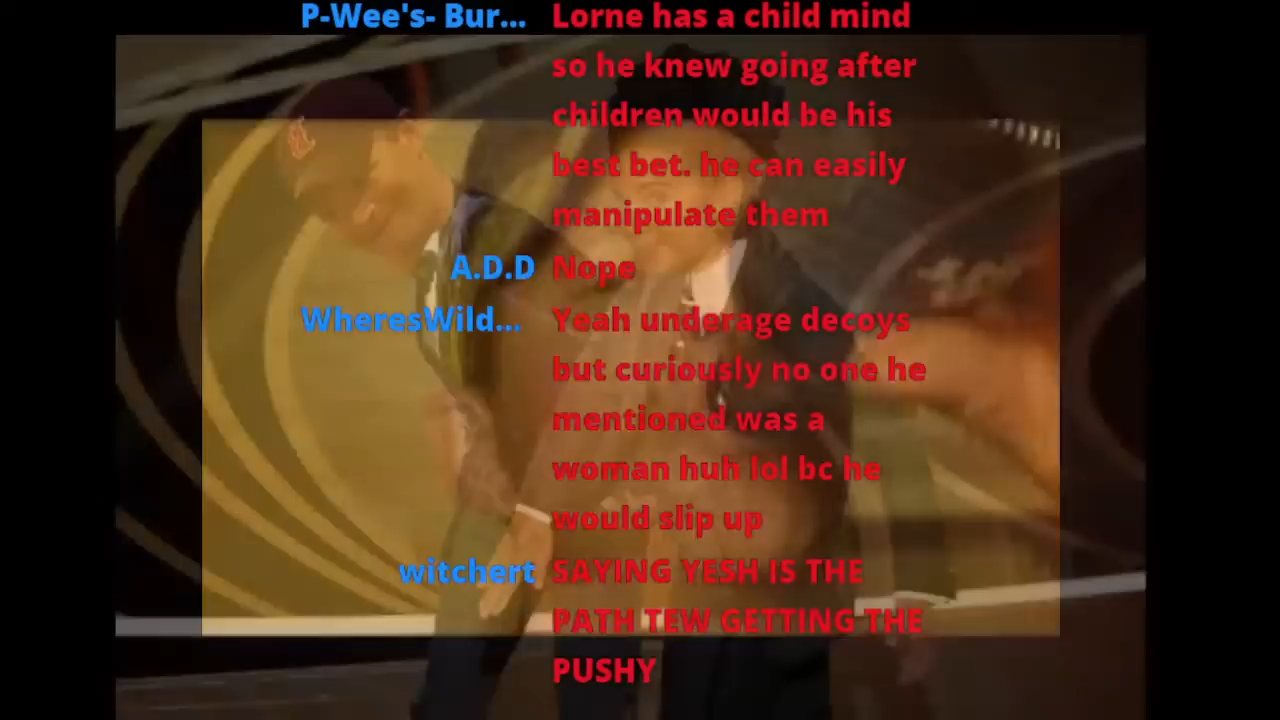 P-Wee's- Bur... Lorne has a child mind
so he knew going after
children would be his
best bet. he can easily
manipulate them
A.D.D Nope
WheresWild... Yeah underage decoys
but curiously no one he
mentioned was a
woman huh lol bc he
would slip up
witchert SAYING YESH IS THE
PATH TEW GETTING THE
PUSHY